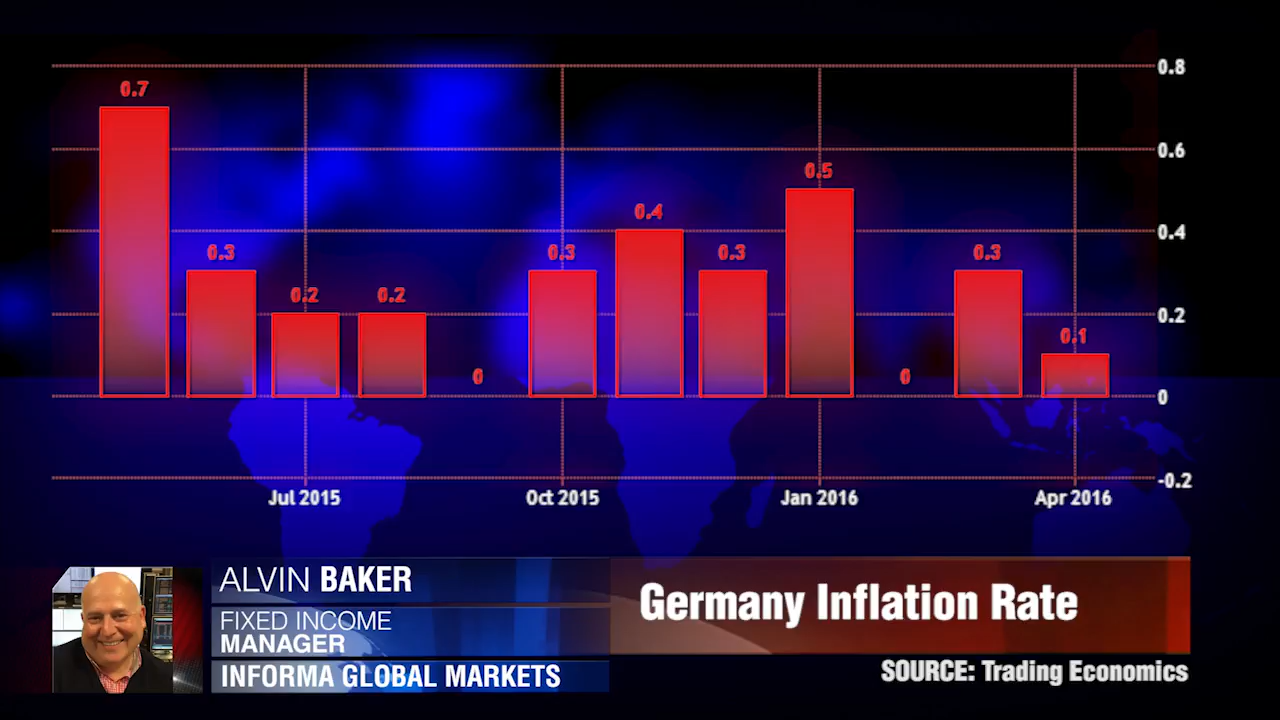 0.8
0.7
0.6
0.5
0.4
0.4
0.3
0.3
0.3
0.3
0.2
0.2
0.2
0.1
0
0
0
-0.2
Jul 2015
Oct 2015
Jan 2016
Apr 2016
ALVIN BAKER
FIXED INCOME
MANAGER
INFORMA GLOBAL MARKETS
Germany Inflation Rate
SOURCE: Trading Economics